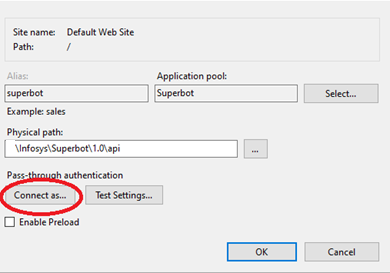 Site name: Default Web Site
Path: /
Alias: Application pool:
superbot Superbot Select...
Example: sales
Physical path:
\Infosys\Superbot\1.0\api ...
Pass-through authentication
Connect as... Test Settings...
Enable Preload
OK Cancel